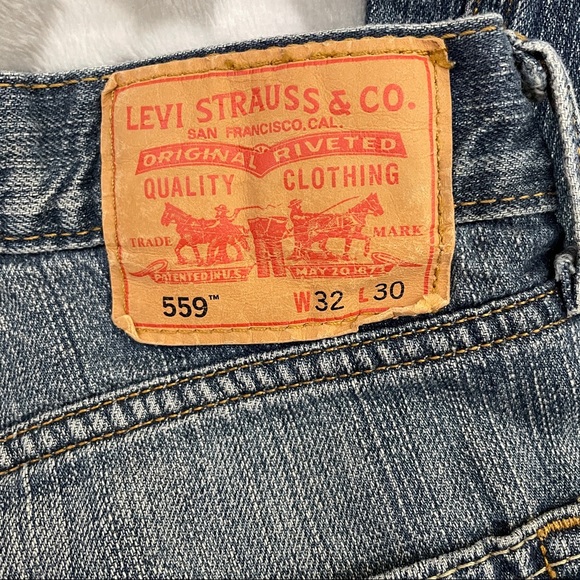 LEVI STRAUSS & CO.
SAN FRANCISCO. CAL.
ORIGINAL RIVETED
QUALITY CLOTHING
TRADE MARK
PATENTED IN U.S. MAY 20 187
559™ W32 L30